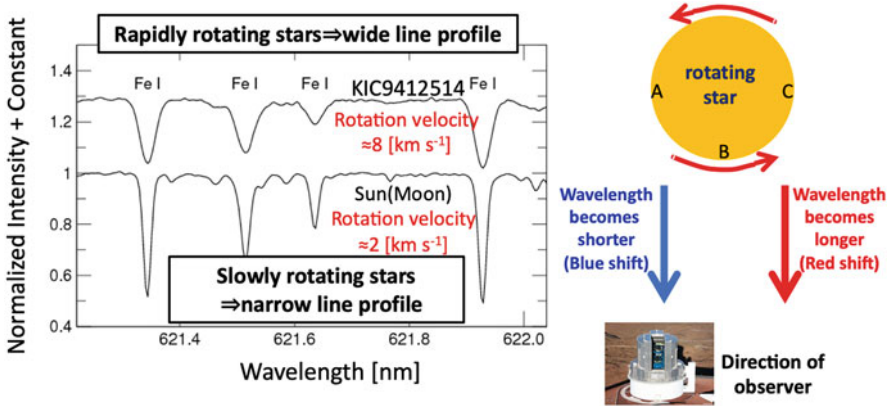 Rapidly rotating stars⇒wide line profile
Normalized Intensity + Constant
1.4
1.2
1
0.8
0.6
0.4
Fe I
Fe I
Fe I
Fe I
KIC9412514
Rotation velocity
≈8 [km s⁻¹]
Sun(Moon)
Rotation velocity
≈2 [km s⁻¹]
Slowly rotating stars
⇒narrow line profile
621.4
621.6
621.8
622.0
Wavelength [nm]
rotating
star
A
B
C
Wavelength
becomes
shorter
(Blue shift)
Wavelength
becomes
longer
(Red shift)
Direction of
observer